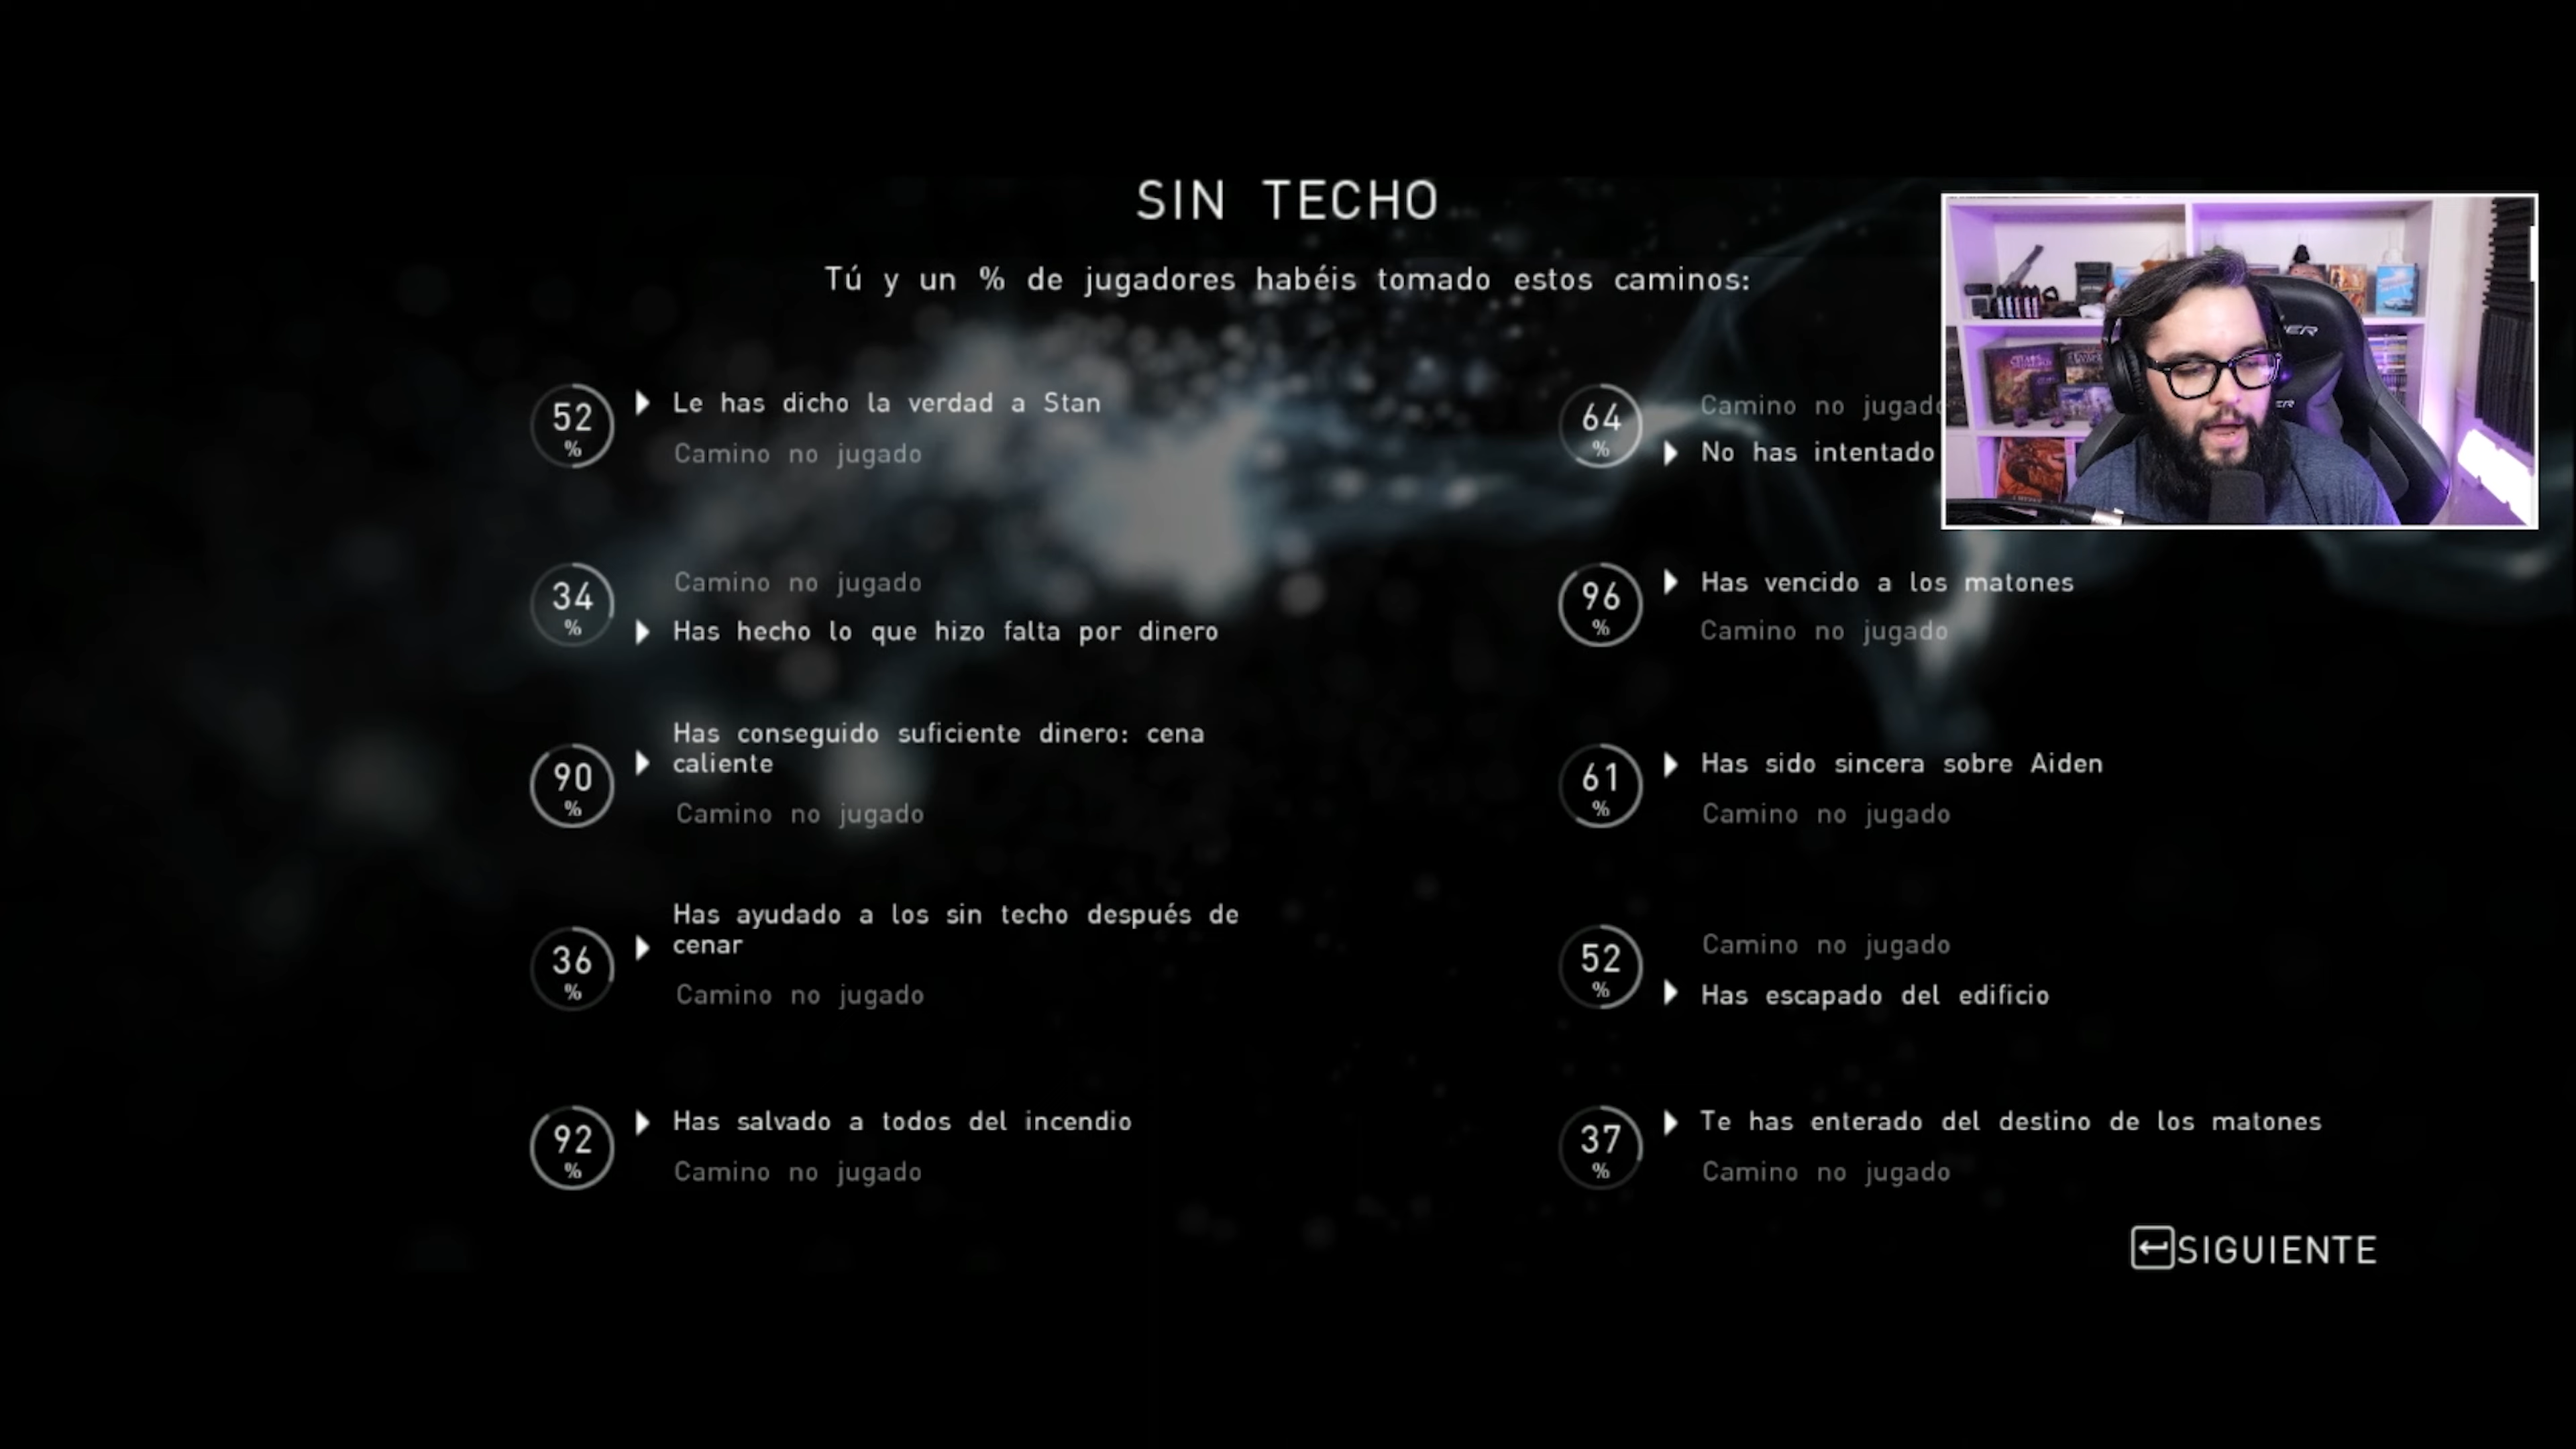 SIN TECHO
Tú y un % de jugadores habéis tomado estos caminos:
52 %
Le has dicho la verdad a Stan
Camino no jugado
34 %
Camino no jugado
Has hecho lo que hizo falta por dinero
90 %
Has conseguido suficiente dinero: cena
caliente
Camino no jugado
36 %
Has ayudado a los sin techo después de
cenar
Camino no jugado
92 %
Has salvado a todos del incendio
Camino no jugado
64 %
Camino no jugado
No has intentado
96 %
Has vencido a los matones
Camino no jugado
61 %
Has sido sincera sobre Aiden
Camino no jugado
52 %
Camino no jugado
Has escapado del edificio
37 %
Te has enterado del destino de los matones
Camino no jugado
SIGUIENTE